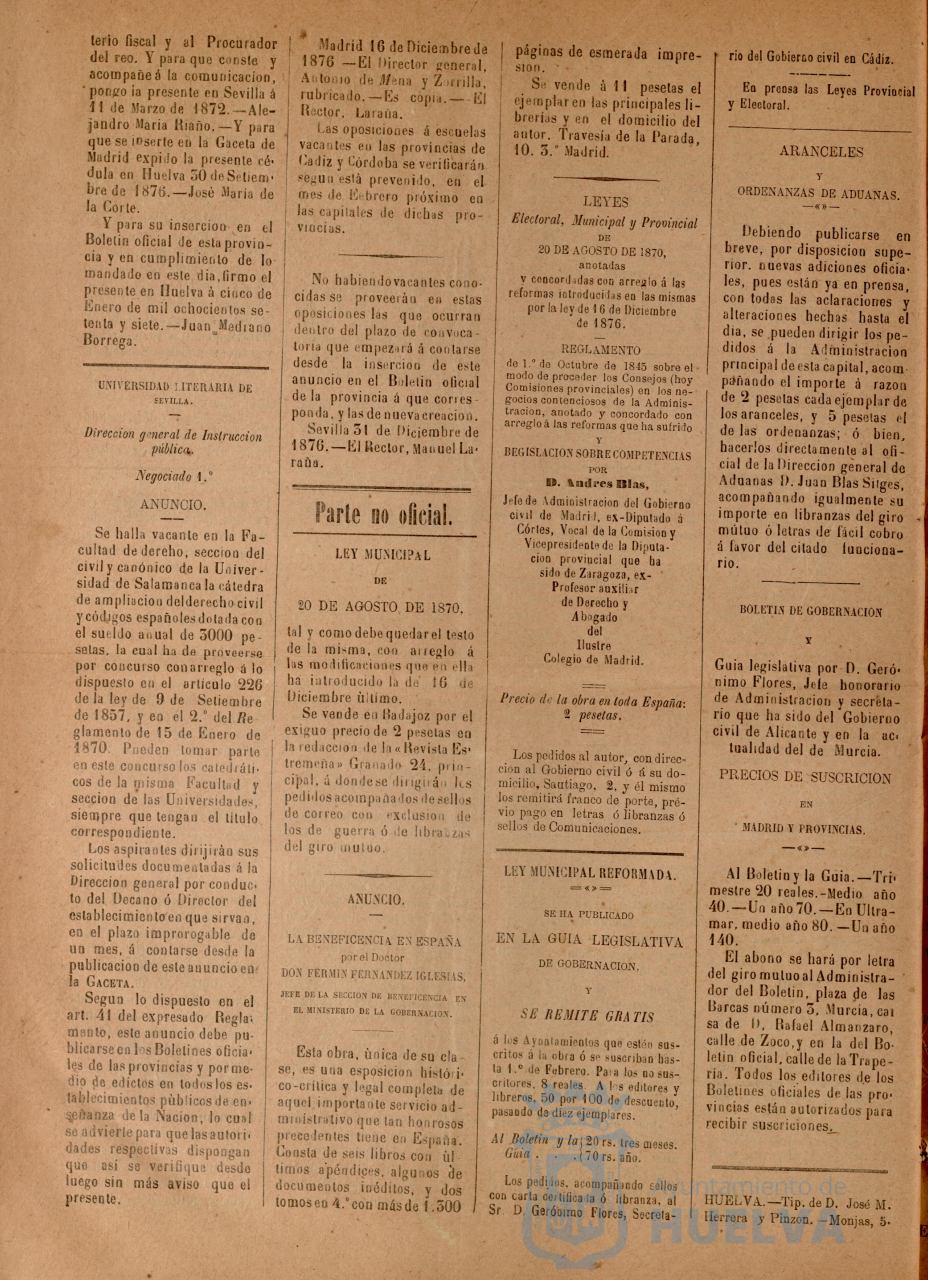 terio fiscal y al Procurador
del reo. Y para que conste y
acompañe á la comunicacion,
pongo la presente en Sevilla á
11 de Marzo de 1872.—Ale-
jandro Maria Riaño.—Y para
que se inserte en la Gaceta de
Madrid expido la presente cé-
dula en Huelva 30 de Setiem-
bre de 1876.—José Maria de
la Corte.
Y para su insercion en el
Boletin oficial de esta provin-
cia y en cumplimiento de lo
mandado en este dia, firmo el
presente en Huelva á cinco de
Enero de mil ochocientos se-
tenta y siete.—Juan Medrano
Borrega.
UNIVERSIDAD LITERARIA DE
SEVILLA.
Direccion general de Instruccion
pública.
Negociado 1.°
ANUNCIO.
Se halla vacante en la Fa-
cultad de dereho, seccion del
civil y canónico de la Univer-
sidad de Salamanca la cátedra
de ampliacion del derecho civil
y códigos españoles dotada con
el sueldo anual de 3000 pe-
setas, la cual ha de proveerse
por concurso con arreglo á lo
dispuesto en el artículo 226
de la ley de 9 de Setiembre
de 1857, y en el 2.° del Re-
glamento de 15 de Enero de
1870. Pueden tomar parte
en este concurso los catedráti-
cos de la misma Facultad y
seccion de las Universidades,
siempre que tengan el título
correspondiente.
Los aspirantes dirijirán sus
solicitudes documentadas á la
Direccion general por conduc-
to del Decano ó Director del
establecimiento en que sirvan,
en el plazo improrogable de
un mes, á contarse desde la
publicacion de este anuncio en
la GACETA.
Segun lo dispuesto en el
art. 41 del expresado Regla-
mento, este anuncio debe pu-
blicarse en los Boletines oficia-
les de las provincias y por me-
dio de edictos en todos los es-
tablecimientos públicos de en-
señanza de la Nacion, lo cual
se advierte para que las autori-
dades respectivas dispongan
que así se verifique desde
luego sin más aviso que el
presente.
Madrid 16 de Diciembre de
1876 —El Director general,
Antonio de Mena y Zorrilla,
rubricado.—Es copia.— El
Rector, Laraña.
Las oposiciones á escuelas
vacantes en las provincias de
Cadiz y Córdoba se verificarán
segun está prevenido, en el
mes de Febrero próximo en
las capitales de dichas pro-
vincias.
No habiendo vacantes cono-
cidas se proveerán en estas
oposiciones las que ocurran
dentro del plazo de convoca-
toria que empezará á contarse
desde la insercion de este
anuncio en el Boletin oficial
de la provincia á que corres-
ponda, y las de nueva creacion.
Sevilla 31 de Diciembre de
1876.—El Rector, Manuel La-
raña.
Parte no oficial.
LEY MUNICIPAL
DE
20 DE AGOSTO DE 1870,
tal y como debe quedar el testo
de la misma, con arreglo á
las modificaciones que en ella
ha introducido la de 16 de
Diciembre ùltimo.
Se vende en Badajoz por el
exiguo precio de 2 pesetas en
la redaccion de la «Revista Es-
tremeña» Granado 24, prin-
cipal, á donde se dirigirán los
pedidos acompañados de sellos
de correo con exclusion de
los de guerra ó de libranzas
del giro mutuo.
ANUNCIO.
LA BENEFICENCIA EN ESPAÑA
por el Doctor
DON FERMIN FERNANDEZ IGLESIAS,
JEFE DE LA SECCION DE BENEFICENCIA EN
EL MINISTERIO DE LA GOBERNACION.
Esta obra, ùnica de su cla-
se, es una esposicion históri-
co-crítica y legal completa de
aquel importante servicio ad-
ministrativo que tan honrosos
precedentes tiene en España.
Consta de seis libros con ùl-
timos apéndices, algunos de
documentos inéditos, y dos
tomos en 4.° con más de 1.300
páginas de esmerada impre-
sion.
Se vende á 11 pesetas el
ejemplar en las principales li-
brerias y en el domicilio del
autor. Travesía de la Parada,
10. 3.° Madrid.
LEYES
Electoral, Municipal y Provincial
DE
20 DE AGOSTO DE 1870,
anotadas
y concordadas con arreglo á las
reformas introducidas en las mismas
por la ley de 16 de Diciembre
de 1876.
REGLAMENTO
de 1.° de Octubre de 1845 sobre el
modo de proceder los Consejos (hoy
Comisiones provinciales) en los ne-
gocios contenciosos de la Adminis-
tracion, anotado y concordado con
arreglo á las reformas que ha sufrido
Y
BEGISLACION SOBRE COMPETENCIAS
POR
D. Andres Blas,
Jefe de Administracion del Gobierno
civil de Madrid, ex-Diputado á
Córtes, Vocal de la Comision y
Vicepresidente de la Diputa-
cion provincial que ha
sido de Zaragoza, ex-
Profesor auxiliar
de Derecho y
Abogado
del
Ilustre
Colegio de Madrid.
Precio de la obra en toda España:
2 pesetas.
Los pedidos al autor, con direc-
cion al Gobierno civil ó á su do-
micilio, Santiago, 2, y él mismo
los remitirá franco de porte, pré-
vio pago en letras ó libranzas ó
sellos de Comunicaciones.
LEY MUNICIPAL REFORMADA.
=«»=
SE HA PUBLICADO
EN LA GUIA LEGISLATIVA
DE GOBERNACION,
Y
SE REMITE GRATIS
á los Ayuntamientos que estén sus-
critos á la obra ó se suscriban has-
ta 1.° de Febrero. Para los no sus-
critores, 8 reales. A los editores y
libreros, 50 por 100 de descuento,
pasando de diez ejemplares.
Al Boletin y la { 20 rs. tres meses.
Guia . . . { 70 rs. año.
Los pedidos, acompañando sellos
con carta certificada ó libranza, al
Sr D. Gerónimo Flores, Secreta-
rio del Gobierno civil en Cádiz.
En prensa las Leyes Provincial
y Electoral.
ARANCELES
Y
ORDENANZAS DE ADUANAS.
—«»—
Debiendo publicarse en
breve, por disposicion supe-
rior, nuevas adiciones oficia-
les, pues están ya en prensa,
con todas las aclaraciones y
alteraciones hechas hasta el
dia, se pueden dirigir los pe-
didos á la Administracion
principal de esta capital, acom-
pañando el importe á razon
de 2 pesetas cada ejemplar de
los aranceles, y 5 pesetas el
de las ordenanzas; ó bien,
hacerlos directamente al ofi-
cial de la Direccion general de
Aduanas D. Juan Blas Sitges,
acompañando igualmente su
importe en libranzas del giro
mútuo ó letras de fácil cobro
á favor del citado funciona-
rio.
BOLETIN DE GOBERNACION
Y
Guia legislativa por D. Geró-
nimo Flores, Jefe honorario
de Administracion y secreta-
rio que ha sido del Gobierno
civil de Alicante y en la ac-
tualidad del de Murcia.
PRECIOS DE SUSCRICION
EN
MADRID Y PROVINCIAS.
—«»—
Al Boletin y la Guia.—Tri-
mestre 20 reales.-Medio año
40.—Un año 70.—En Ultra-
mar, medio año 80.—Un año
140.
El abono se hará por letra
del giro mutuo al Administra-
dor del Boletin, plaza de las
Barcas número 3, Murcia, ca-
sa de D. Rafael Almanzaro,
calle de Zoco, y en la del Bo-
letin oficial, calle de la Trape-
ria. Todos los editores de los
Boletines oficiales de las pro-
vincias están autorizados para
recibir suscriciones.
HUELVA.—Tip. de D. José M.
Herrera y Pinzon.—Monjas, 5-
Ayuntamiento de
HUELVA